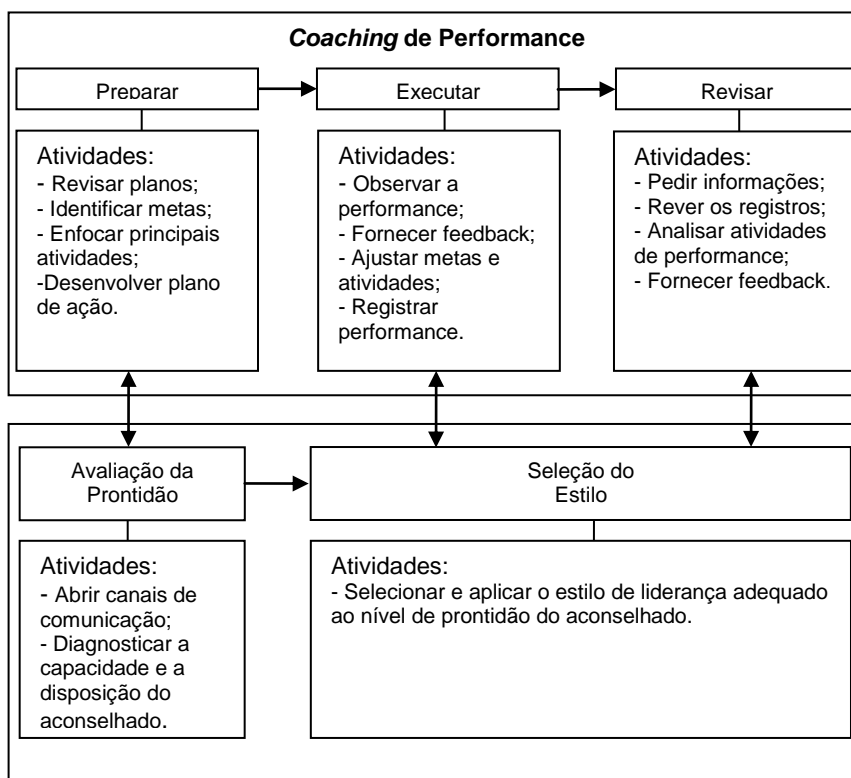 Coaching de Performance
Preparar
Executar
Revisar
Atividades:
- Revisar planos;
- Identificar metas;
- Enfocar principais
atividades;
-Desenvolver plano
de ação.
Atividades:
- Observar a
performance;
- Fornecer feedback;
- Ajustar metas e
atividades;
- Registrar
performance.
Atividades:
- Pedir informações;
- Rever os registros;
- Analisar atividades
de performance;
- Fornecer feedback.
Avaliação da
Prontidão
Seleção do
Estilo
Atividades:
- Abrir canais de
comunicação;
- Diagnosticar a
capacidade e a
disposição do
aconselhado.
Atividades:
- Selecionar e aplicar o estilo de liderança adequado
ao nível de prontidão do aconselhado.